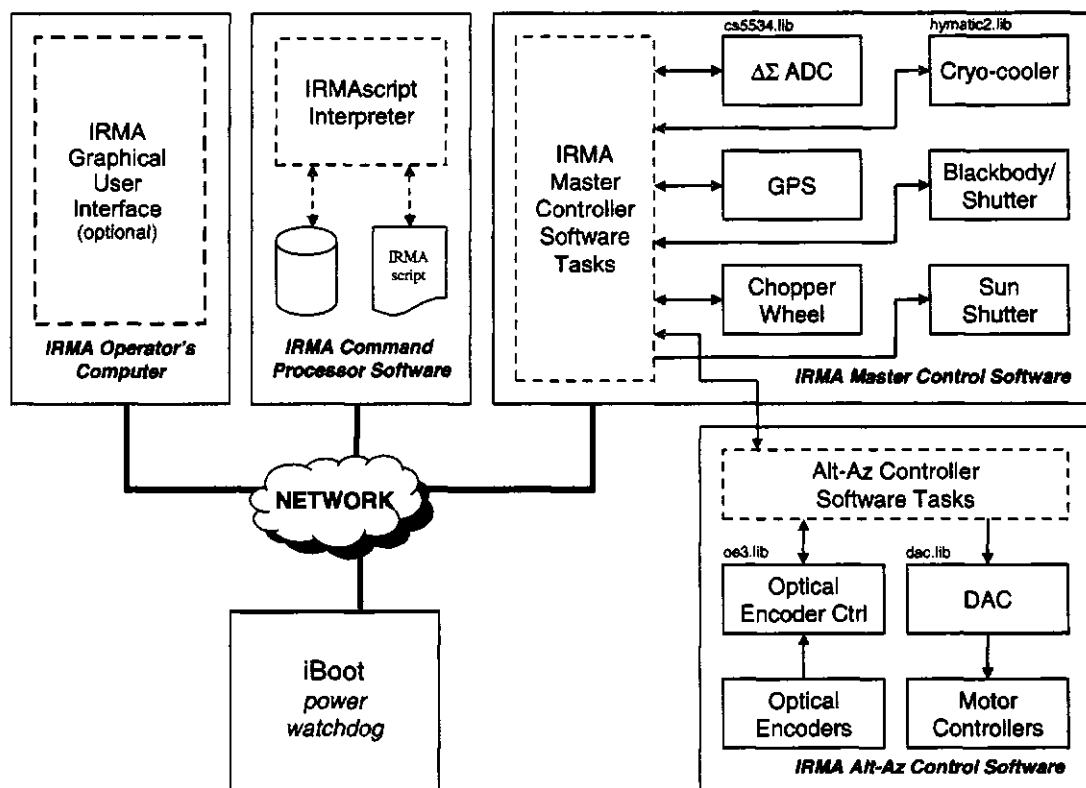 IRMA
Graphical
User
Interface
(optional)
IRMA Operator's
Computer
IRMAscript
Interpreter
IRMA
script
IRMA Command
Processor Software
cs5534.lib
hymatic2.lib
IRMA
Master
Controller
Software
Tasks
ΔΣ ADC
Cryo-cooler
GPS
Blackbody/
Shutter
Chopper
Wheel
Sun
Shutter
IRMA Master Control Software
NETWORK
iBoot
power
watchdog
Alt-Az Controller
Software Tasks
oe3.lib
dac.lib
Optical
Encoder Ctrl
DAC
Optical
Encoders
Motor
Controllers
IRMA Alt-Az Control Software